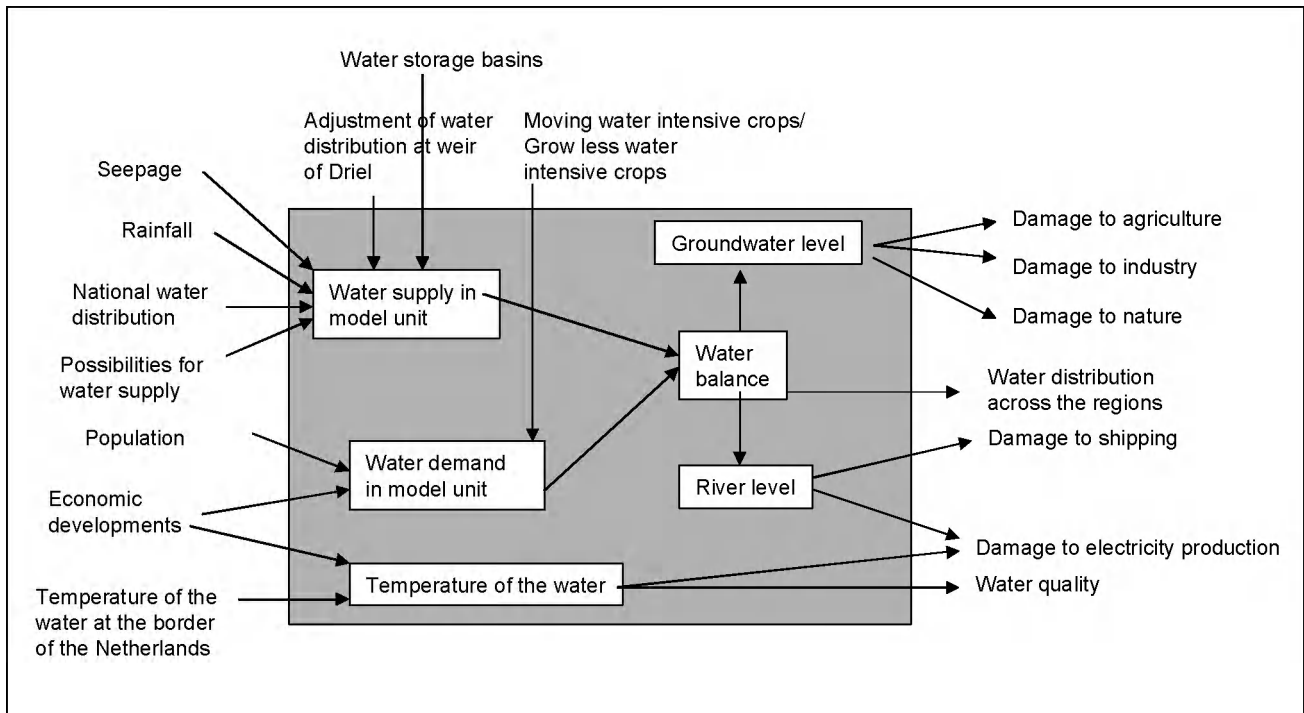 Water storage basins
Adjustment of water
distribution at weir
of Driel
Moving water intensive crops/
Grow less water
intensive crops
Seepage
Rainfall
National water
distribution
Possibilities for
water supply
Population
Economic
developments
Temperature of the
water at the border
of the Netherlands
Water supply in
model unit
Water demand
in model unit
Temperature of the water
Groundwater level
Water
balance
River level
Damage to agriculture
Damage to industry
Damage to nature
Water distribution
across the regions
Damage to shipping
Damage to electricity production
Water quality